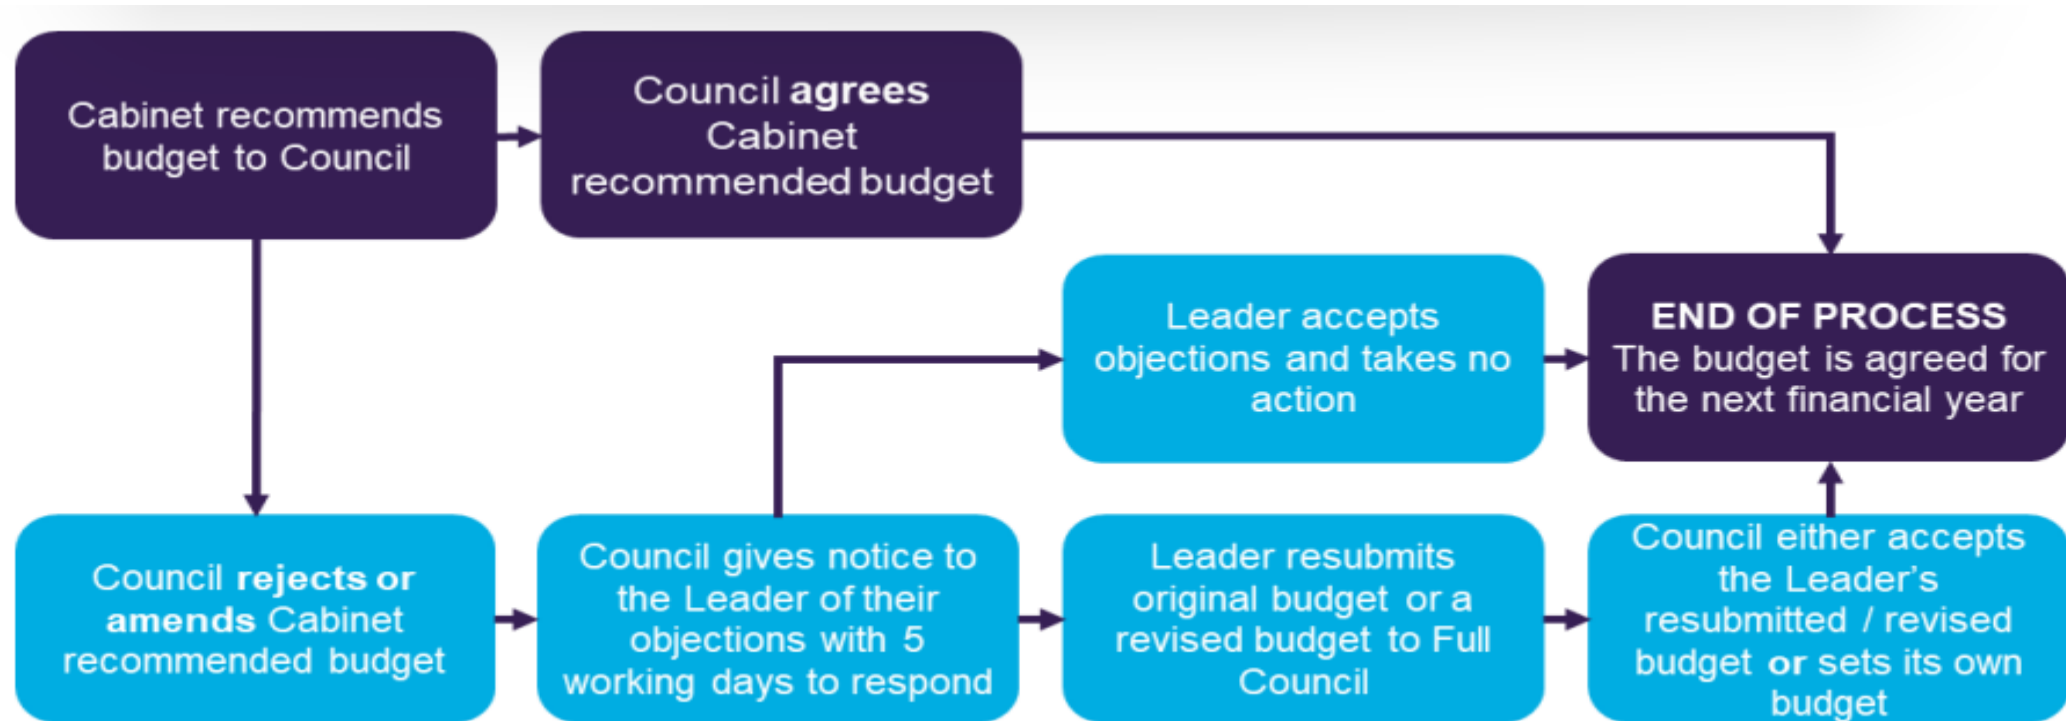 Cabinet recommends
budget to Council
Council agrees
Cabinet
recommended budget
Leader accepts
objections and takes no
action
END OF PROCESS
The budget is agreed for
the next financial year
Council rejects or
amends Cabinet
recommended budget
Council gives notice to
the Leader of their
objections with 5
working days to respond
Leader resubmits
original budget or a
revised budget to Full
Council
Council either accepts
the Leader's
resubmitted / revised
budget or sets its own
budget